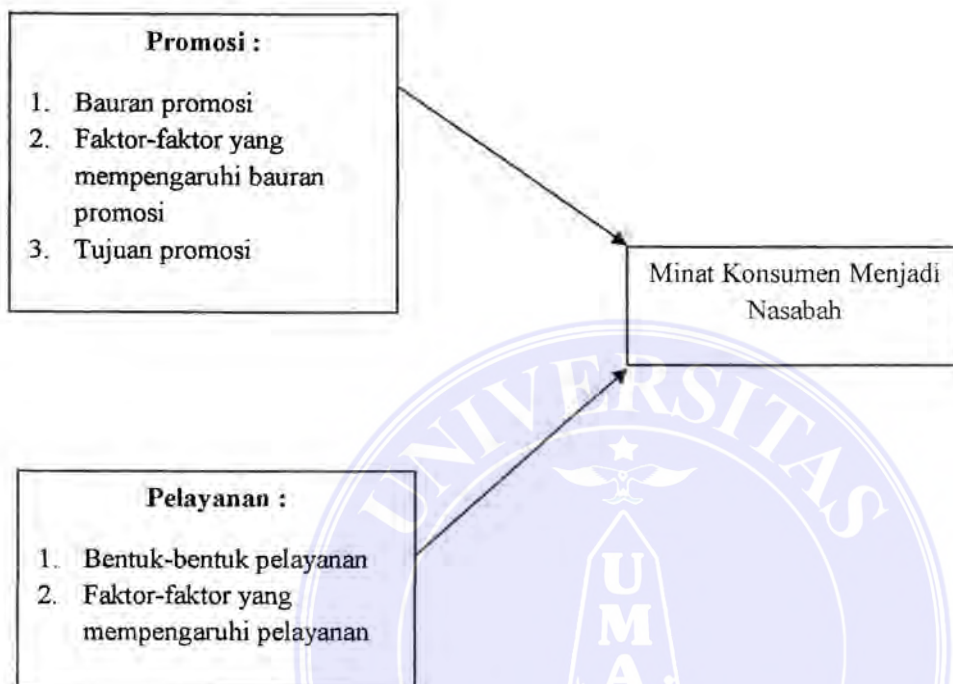 Promosi :
1. Bauran promosi
2. Faktor-faktor yang
mempengaruhi bauran
promosi
3. Tujuan promosi
Minat Konsumen Menjadi
Nasabah
Pelayanan :
1. Bentuk-bentuk pelayanan
2. Faktor-faktor yang
mempengaruhi pelayanan
UNIVERSITAS
U
M
A